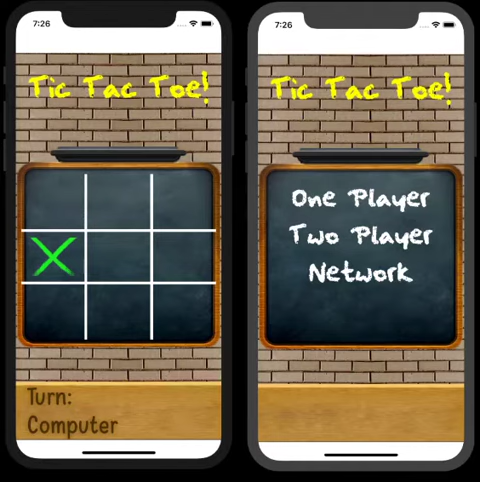 7:26
Tic Tac Toe!
Turn:
Computer
7:26
Tic Tac Toe!
One Player
Two Player
Network